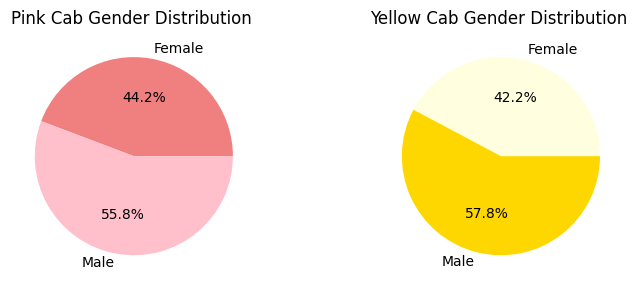 Pink Cab Gender Distribution
Female
44.2%
55.8%
Male
Yellow Cab Gender Distribution
Female
42.2%
57.8%
Male